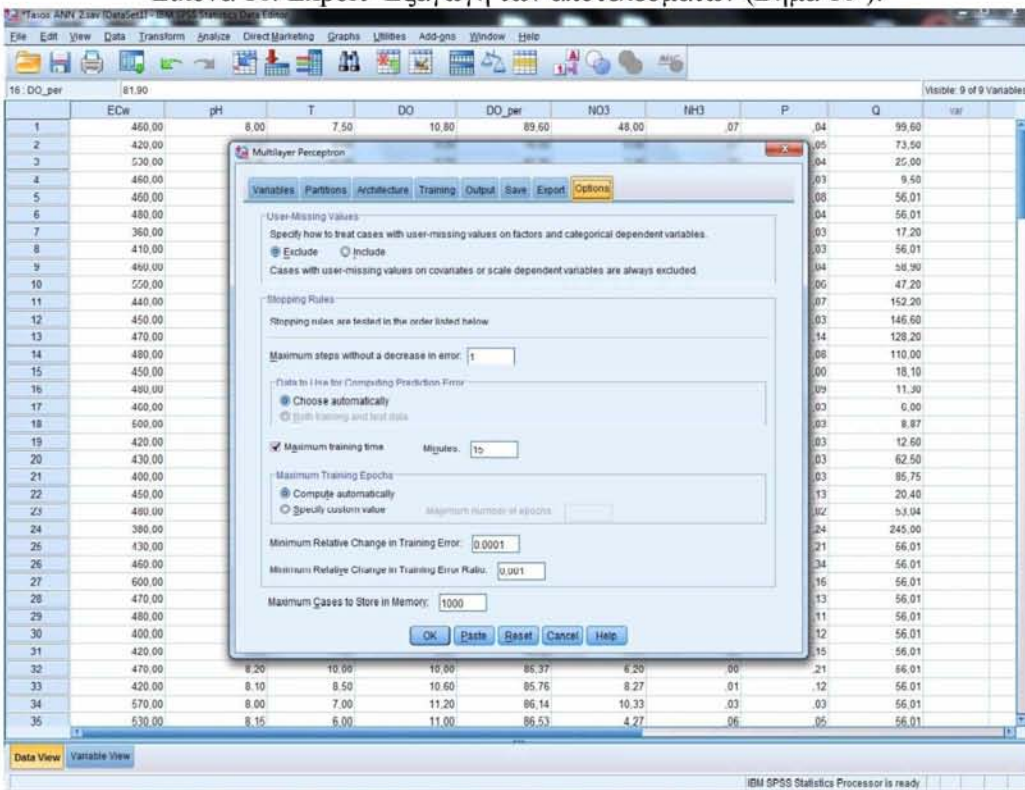 *Tasos ANN 2.sav [DataSet1] - IBM SPSS Statistics Data Editor
File Edit View Data Transform Analyze Direct Marketing Graphs Utilities Add-ons Window Help
16 : DO_per 81,90 Visible: 9 of 9 Variables
ECw pH T DO DO_per NO3 NH3 P Q var
1 460,00 8,00 7,50 10,80 89,60 48,00 ,07 ,04 99,60
2 420,00 ,05 73,50
3 530,00 ,04 25,00
4 460,00 ,03 9,50
5 460,00 ,08 56,01
6 480,00 ,04 56,01
7 360,00 ,03 17,20
8 410,00 ,03 56,01
9 460,00 ,04 58,90
10 550,00 ,06 47,20
11 440,00 ,07 152,20
12 450,00 ,03 146,60
13 470,00 ,14 128,20
14 480,00 ,08 110,00
15 450,00 ,00 18,10
16 480,00 ,09 11,30
17 460,00 ,03 6,00
18 600,00 ,03 8,87
19 420,00 ,03 12,60
20 430,00 ,03 62,50
21 400,00 ,03 85,75
22 450,00 ,13 20,40
23 480,00 ,02 53,04
24 380,00 ,24 245,00
25 430,00 ,21 56,01
26 460,00 ,34 56,01
27 600,00 ,16 56,01
28 470,00 ,13 56,01
29 480,00 ,11 56,01
30 400,00 ,12 56,01
31 420,00 ,15 56,01
32 470,00 8,20 10,00 10,00 85,37 6,20 ,00 ,21 56,01
33 420,00 8,10 8,50 10,60 85,76 8,27 ,01 ,12 56,01
34 570,00 8,00 7,00 11,20 86,14 10,33 ,03 ,03 56,01
35 530,00 8,15 6,00 11,00 86,53 4,27 ,06 ,05 56,01
Multilayer Perceptron
Variables Partitions Architecture Training Output Save Export Options
User-Missing Values
Specify how to treat cases with user-missing values on factors and categorical dependent variables.
Exclude Include
Cases with user-missing values on covariates or scale dependent variables are always excluded.
Stopping Rules
Stopping rules are tested in the order listed below
Maximum steps without a decrease in error: 1
Data to Use for Computing Prediction Error
Choose automatically
Both training and test data
Maximum training time Minutes: 15
Maximum Training Epochs
Compute automatically
Specify custom value Maximum number of epochs:
Minimum Relative Change in Training Error: 0.0001
Minimum Relative Change in Training Error Ratio: 0,001
Maximum Cases to Store in Memory: 1000
OK Paste Reset Cancel Help
Data View Variable View
IBM SPSS Statistics Processor is ready